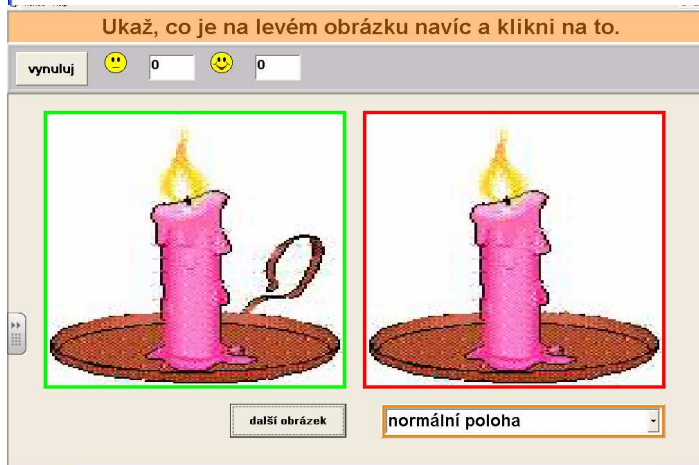 Ukaž, co je na levém obrázku navíc a klikni na to.
vynuluj 0 0
další obrázek normální poloha